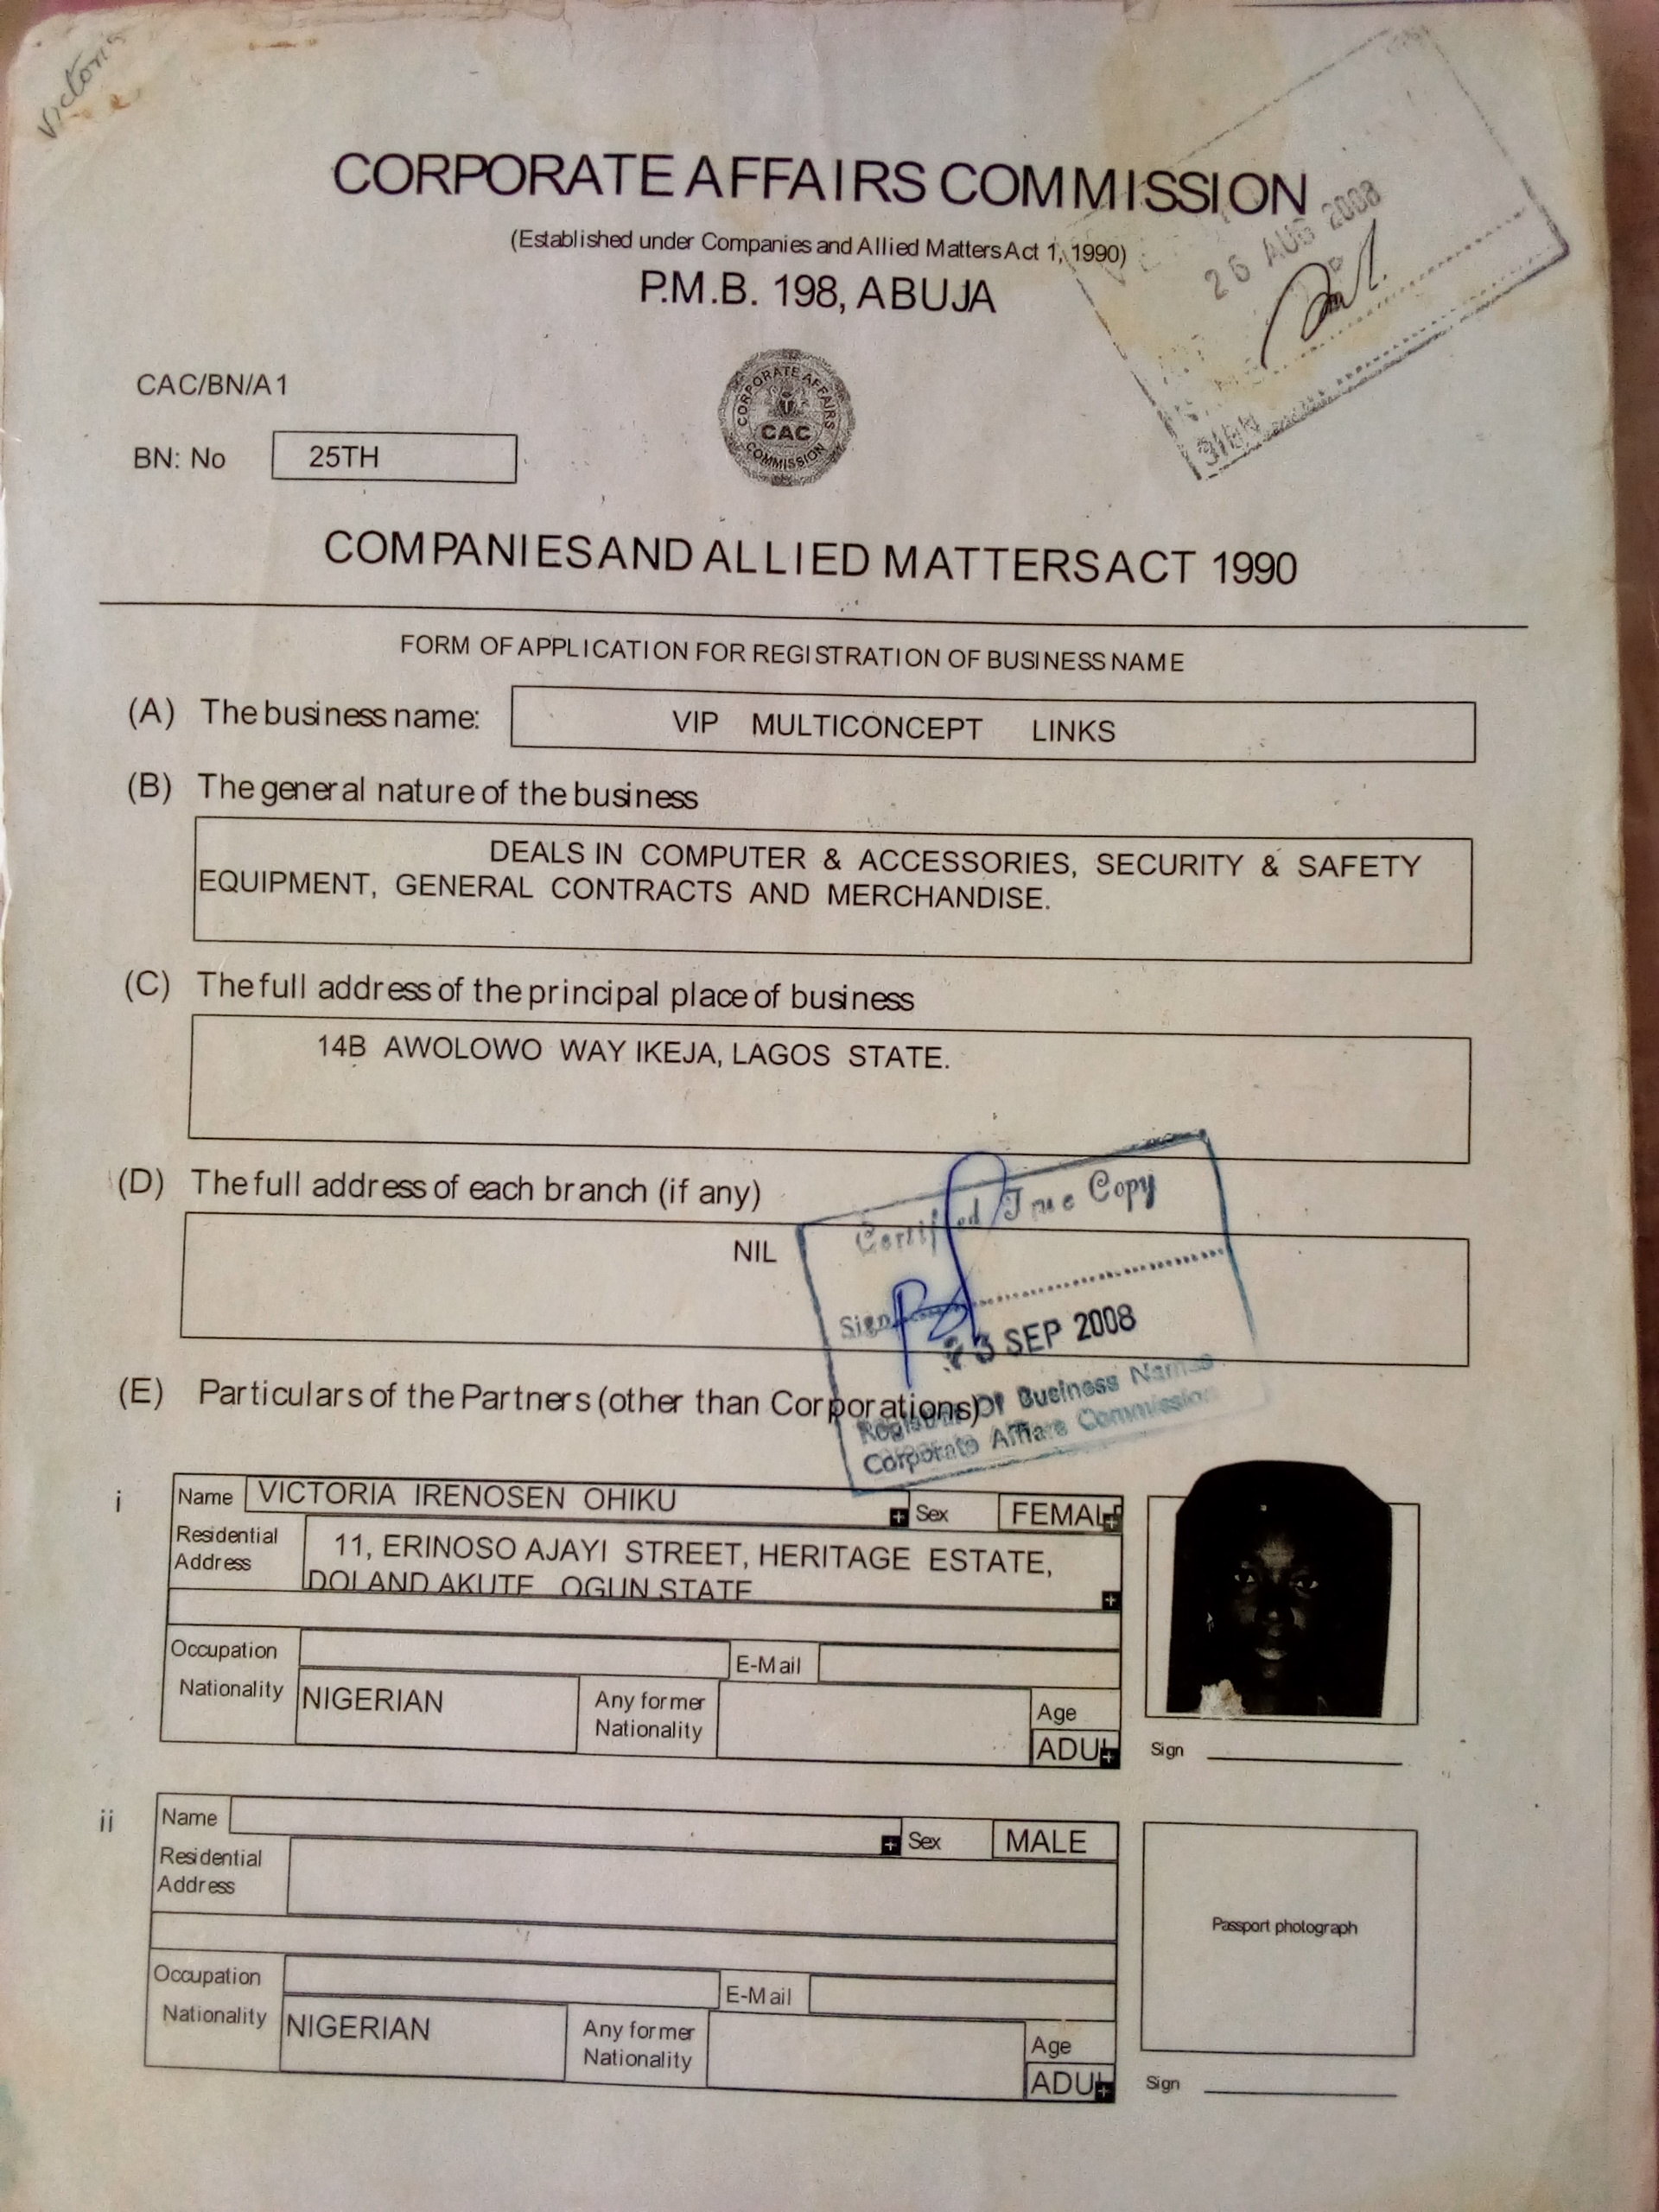 CORPORATE AFFAIRS COMMISSION
(Established under Companies and Allied Matters Act 1, 1990)
P.M.B. 198, ABUJA
26 AUG 2008
SIGN
CAC/BN/A1
CORPORATE AFFAIRS
CAC
COMMISSION
BN: No 25TH
COMPANIES AND ALLIED MATTERS ACT 1990
FORM OF APPLICATION FOR REGISTRATION OF BUSINESS NAME
(A) The business name: VIP MULTICONCEPT LINKS
(B) The general nature of the business
DEALS IN COMPUTER & ACCESSORIES, SECURITY & SAFETY
EQUIPMENT, GENERAL CONTRACTS AND MERCHANDISE.
(C) The full address of the principal place of business
14B AWOLOWO WAY IKEJA, LAGOS STATE.
(D) The full address of each branch (if any)
NIL
Certified True Copy
Sign
SEP 2008
(E) Particulars of the Partners (other than Corporations)
Of Business Names
Corporate Affairs Commission
i
Name VICTORIA IRENOSEN OHIKU Sex FEMAL
Residential Address 11, ERINOSO AJAYI STREET, HERITAGE ESTATE,
DOLAND AKUTE OGUN STATE
Occupation E-Mail
Nationality NIGERIAN Any former Nationality Age ADUL
Sign
ii
Name Sex MALE
Residential Address
Passport photograph
Occupation E-Mail
Nationality NIGERIAN Any former Nationality Age ADUL
Sign